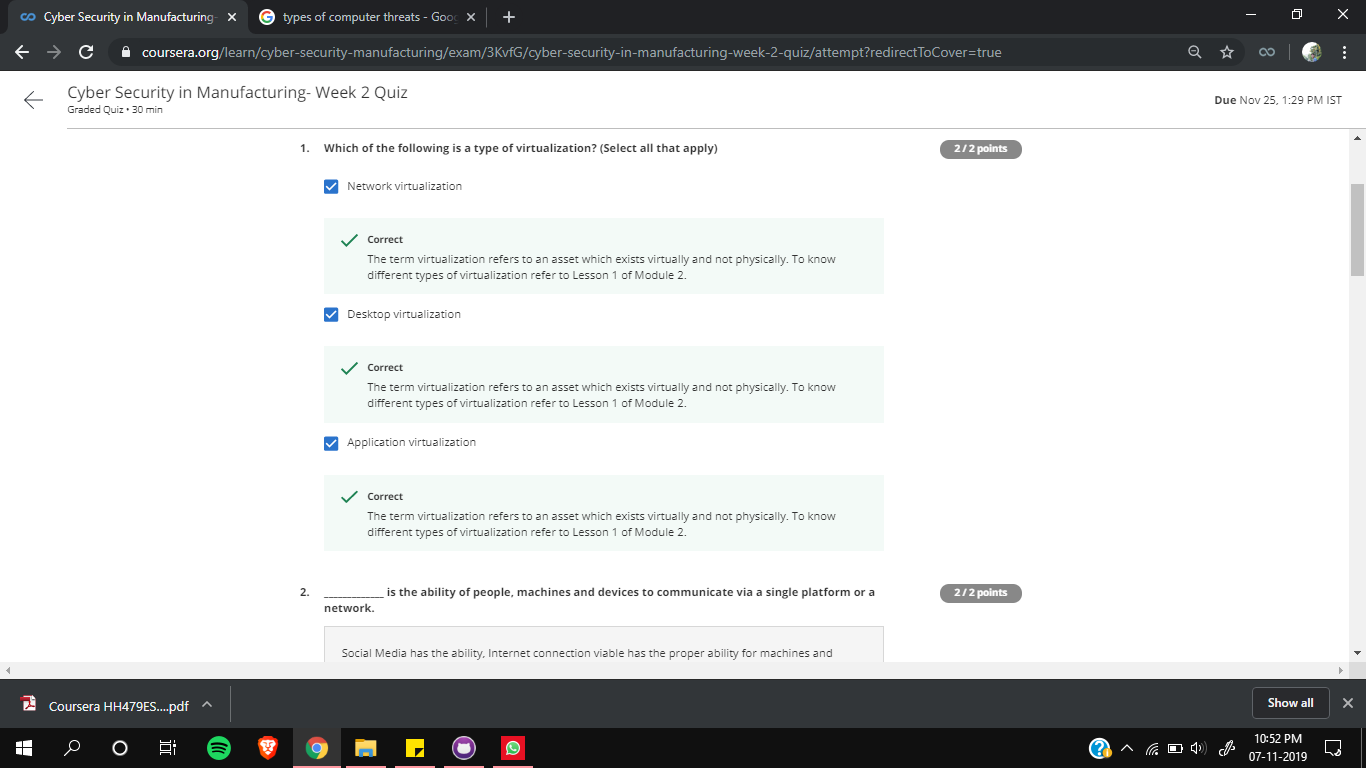 Cyber Security in Manufacturing-
types of computer threats - Goog
coursera.org/learn/cyber-security-manufacturing/exam/3KvfG/cyber-security-in-manufacturing-week-2-quiz/attempt?redirectToCover=true
Cyber Security in Manufacturing- Week 2 Quiz
Graded Quiz • 30 min
Due Nov 25, 1:29 PM IST
1. Which of the following is a type of virtualization? (Select all that apply)
2 / 2 points
Network virtualization
Correct
The term virtualization refers to an asset which exists virtually and not physically. To know
different types of virtualization refer to Lesson 1 of Module 2.
Desktop virtualization
Correct
The term virtualization refers to an asset which exists virtually and not physically. To know
different types of virtualization refer to Lesson 1 of Module 2.
Application virtualization
Correct
The term virtualization refers to an asset which exists virtually and not physically. To know
different types of virtualization refer to Lesson 1 of Module 2.
2. _____________ is the ability of people, machines and devices to communicate via a single platform or a
network.
2 / 2 points
Social Media has the ability, Internet connection viable has the proper ability for machines and
Coursera HH479ES....pdf
Show all
10:52 PM
07-11-2019